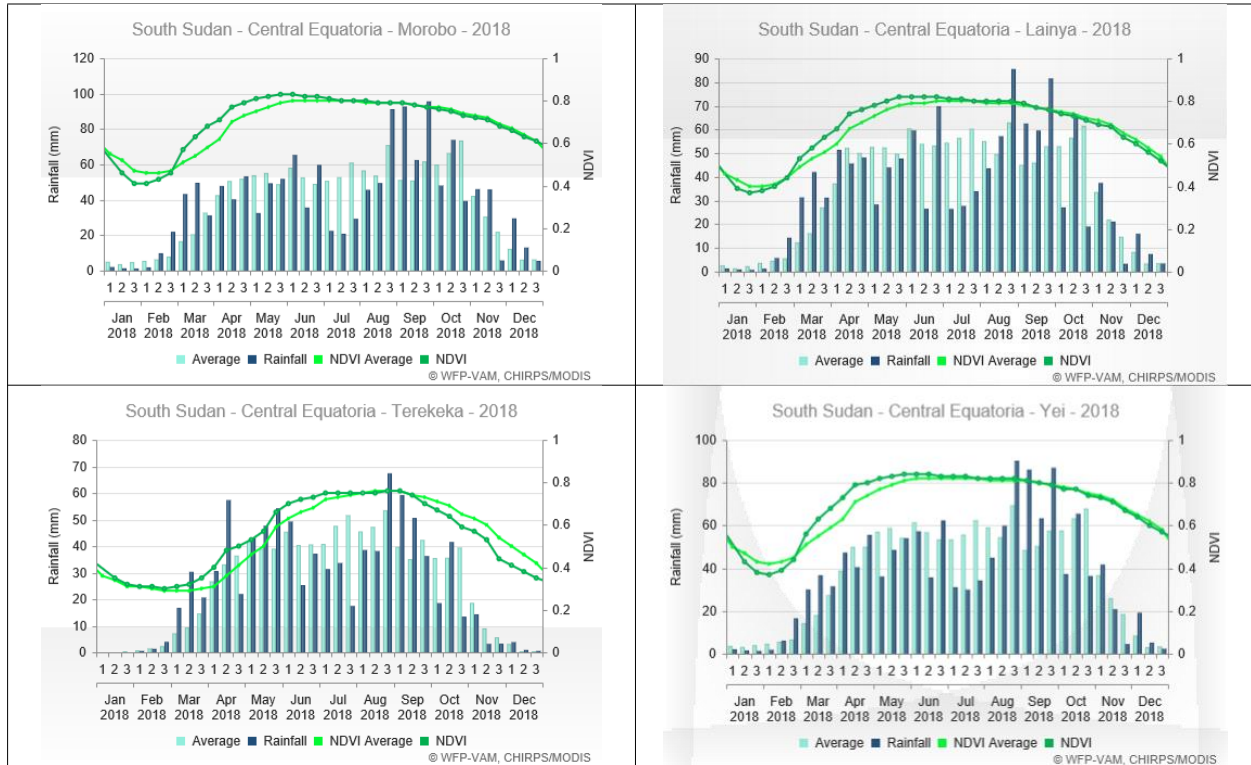 South Sudan - Central Equatoria - Morobo - 2018
120
100
80
60
40
20
0
1
0.8
0.6
0.4
0.2
0
Rainfall (mm)
NDVI
1 2 3 1 2 3 1 2 3 1 2 3 1 2 3 1 2 3 1 2 3 1 2 3 1 2 3 1 2 3 1 2 3 1 2 3
Jan Feb Mar Apr May Jun Jul Aug Sep Oct Nov Dec
2018 2018 2018 2018 2018 2018 2018 2018 2018 2018 2018 2018
Average Rainfall NDVI Average NDVI
© WFP-VAM, CHIRPS/MODIS
South Sudan - Central Equatoria - Lainya - 2018
90
80
70
60
50
40
30
20
10
0
1
0.8
0.6
0.4
0.2
0
Rainfall (mm)
NDVI
1 2 3 1 2 3 1 2 3 1 2 3 1 2 3 1 2 3 1 2 3 1 2 3 1 2 3 1 2 3 1 2 3 1 2 3
Jan Feb Mar Apr May Jun Jul Aug Sep Oct Nov Dec
2018 2018 2018 2018 2018 2018 2018 2018 2018 2018 2018 2018
Average Rainfall NDVI Average NDVI
© WFP-VAM, CHIRPS/MODIS
South Sudan - Central Equatoria - Terekeka - 2018
80
70
60
50
40
30
20
10
0
1
0.8
0.6
0.4
0.2
0
Rainfall (mm)
NDVI
1 2 3 1 2 3 1 2 3 1 2 3 1 2 3 1 2 3 1 2 3 1 2 3 1 2 3 1 2 3 1 2 3 1 2 3
Jan Feb Mar Apr May Jun Jul Aug Sep Oct Nov Dec
2018 2018 2018 2018 2018 2018 2018 2018 2018 2018 2018 2018
Average Rainfall NDVI Average NDVI
© WFP-VAM, CHIRPS/MODIS
South Sudan - Central Equatoria - Yei - 2018
100
80
60
40
20
0
1
0.8
0.6
0.4
0.2
0
Rainfall (mm)
NDVI
1 2 3 1 2 3 1 2 3 1 2 3 1 2 3 1 2 3 1 2 3 1 2 3 1 2 3 1 2 3 1 2 3 1 2 3
Jan Feb Mar Apr May Jun Jul Aug Sep Oct Nov Dec
2018 2018 2018 2018 2018 2018 2018 2018 2018 2018 2018 2018
Average Rainfall NDVI Average NDVI
© WFP-VAM, CHIRPS/MODIS